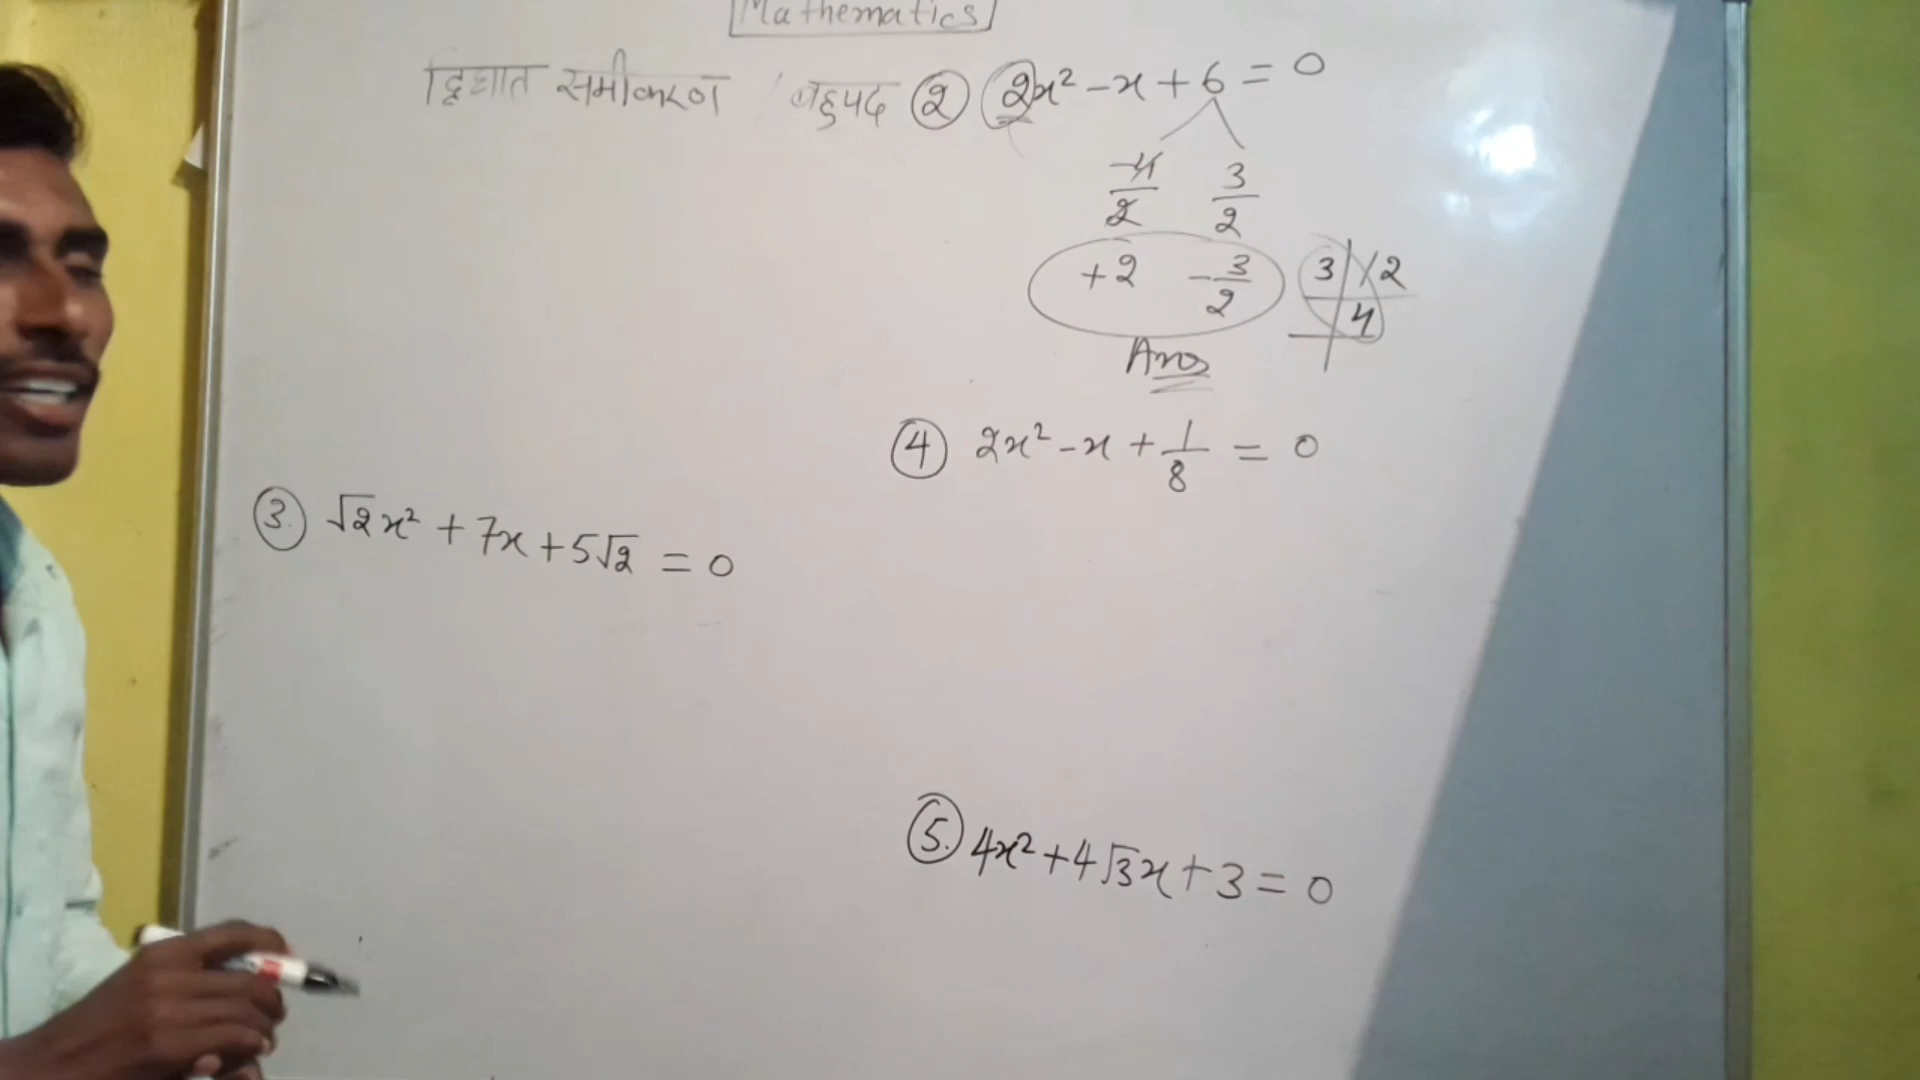 Mathematics
द्विघात समीकरण / बहुपद ② 2x² - x + 6 = 0
-4/2 3/2
+2 -3/2
3 2
4
Ans
④ 2x² - x + 1/8 = 0
③. √2x² + 7x + 5√2 = 0
⑤. 4x² + 4√3x + 3 = 0